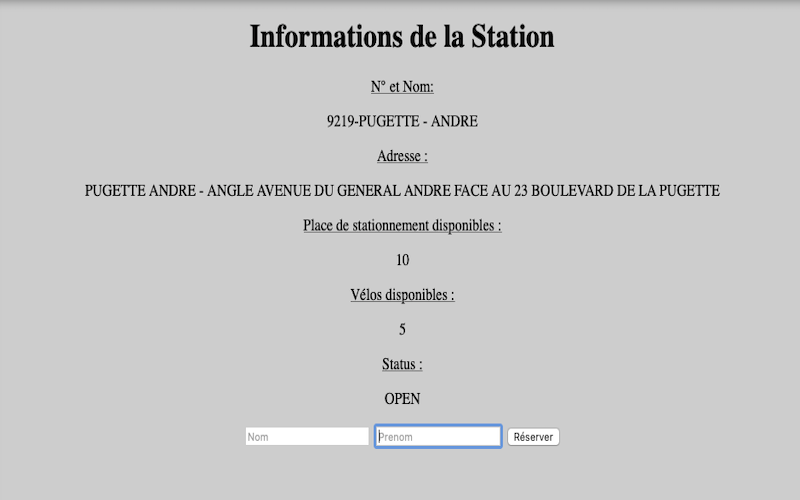 Informations de la Station
N° et Nom:
9219-PUGETTE - ANDRE
Adresse :
PUGETTE ANDRE - ANGLE AVENUE DU GENERAL ANDRE FACE AU 23 BOULEVARD DE LA PUGETTE
Place de stationnement disponibles :
10
Vélos disponibles :
5
Status :
OPEN
Nom Prenom Réserver